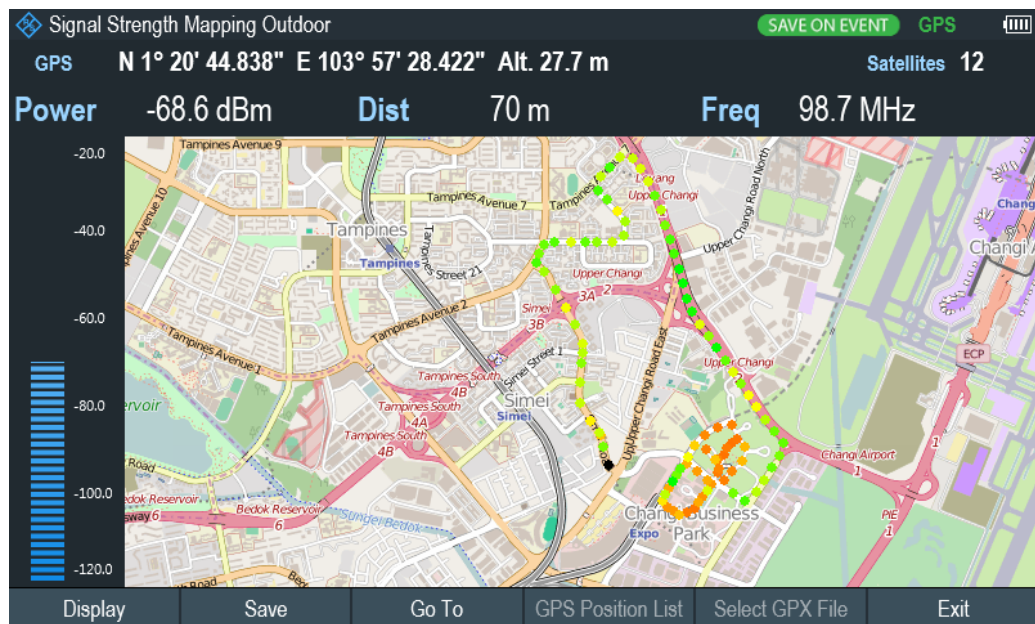 Signal Strength Mapping Outdoor
SAVE ON EVENT
GPS
GPS
N 1° 20' 44.838" E 103° 57' 28.422" Alt. 27.7 m
Satellites 12
Power -68.6 dBm
Dist 70 m
Freq 98.7 MHz
-20.0
-40.0
-60.0
-80.0
-100.0
-120.0
Tampines Avenue 9
Tampines Avenue 7
Upper Changi
Upper Changi Road North
Tampines
Tampines
Tampines Street 21
Upper Changi
Tampines Avenue 2
3A
2
Simei
3B
Tampines Avenue 1
Simei Street 1
Upper Changi
Upper Changi Road East
ECP
Tampines South
4B
Simei
Simei
Tampines South
4A
Tampines South
4B
Changi Airport
1
1
PIE
1
Road
Bedok Reservoir
6
6
Sungei Bedok
Changi Business
Park
Expo
Display
Save
Go To
GPS Position List
Select GPX File
Exit